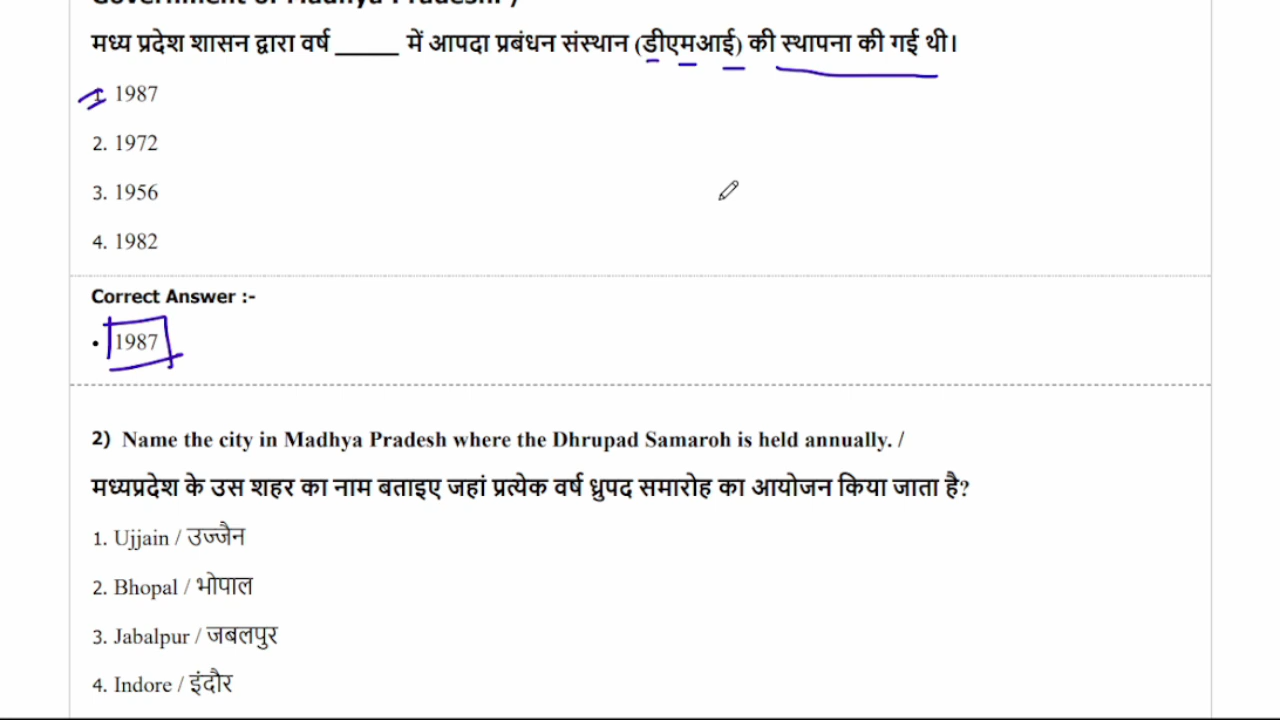 मध्य प्रदेश शासन द्वारा वर्ष _____ में आपदा प्रबंधन संस्थान (डीएमआई) की स्थापना की गई थी।
1987
2. 1972
3. 1956
4. 1982
Correct Answer :-
• 1987
2) Name the city in Madhya Pradesh where the Dhrupad Samaroh is held annually. /
मध्यप्रदेश के उस शहर का नाम बताइए जहां प्रत्येक वर्ष ध्रुपद समारोह का आयोजन किया जाता है?
1. Ujjain / उज्जैन
2. Bhopal / भोपाल
3. Jabalpur / जबलपुर
4. Indore / इंदौर